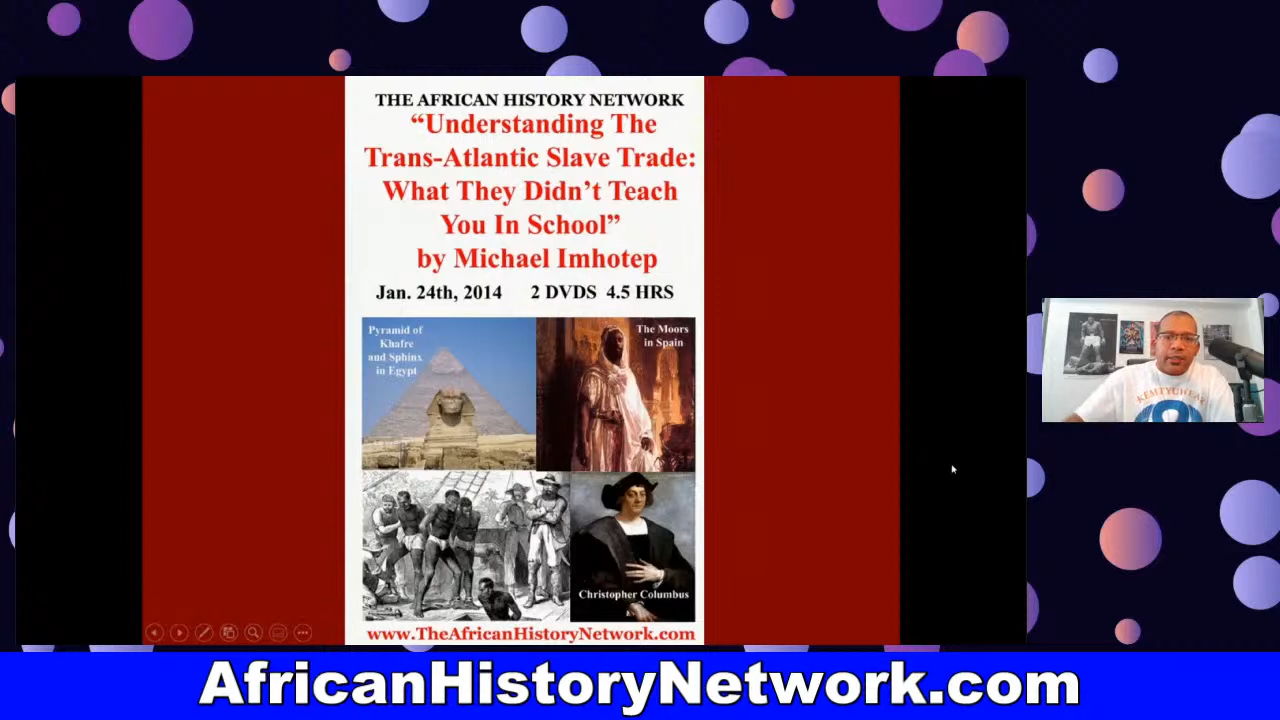 THE AFRICAN HISTORY NETWORK
“Understanding The
Trans-Atlantic Slave Trade:
What They Didn’t Teach
You In School”
by Michael Imhotep
Jan. 24th, 2014 2 DVDS 4.5 HRS
Pyramid of
Khafre
and Sphinx
in Egypt
The Moors
in Spain
Christopher Columbus
www.TheAfricanHistoryNetwork.com
AfricanHistoryNetwork.com